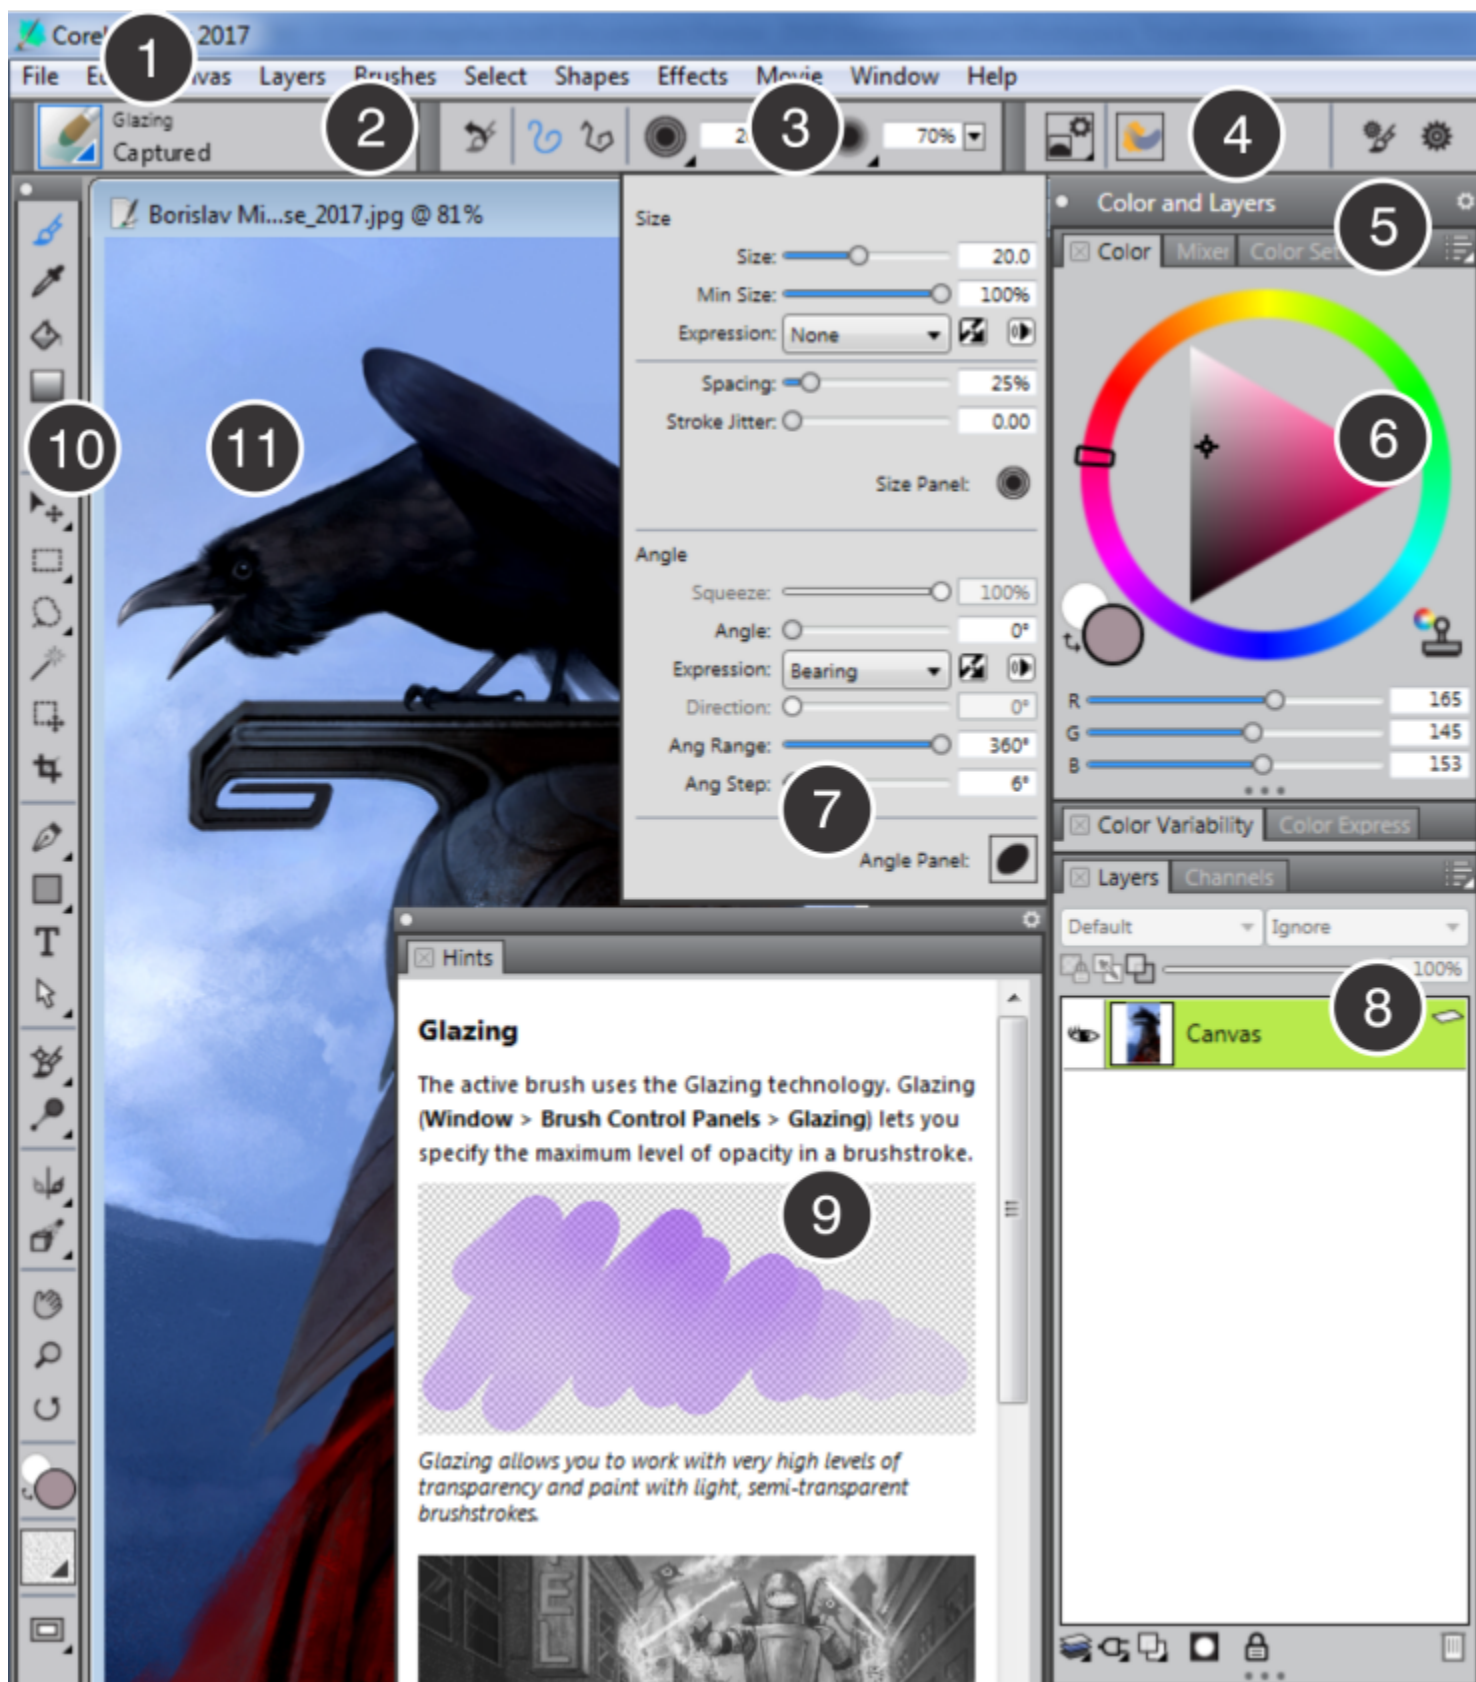 2017
File
Layers Brushes Select Shapes Effects Movie Window Help
1
2
3
4
Glazing
Captured
70%
Borislav Mi...se_2017.jpg @ 81%
Color and Layers
5
Color Mixer Color Set
Size
Size: 20.0
Min Size: 100%
Expression: None
Spacing: 25%
Stroke Jitter: 0.00
Size Panel:
6
10
11
Angle
Squeeze: 100%
Angle: 0°
Expression: Bearing
Direction: 0°
Ang Range: 360°
Ang Step: 6°
7
Angle Panel:
R 165
G 145
B 153
Color Variability Color Express
Layers Channels
Default Ignore
100%
8
Canvas
Hints
Glazing
The active brush uses the Glazing technology. Glazing
(Window > Brush Control Panels > Glazing) lets you
specify the maximum level of opacity in a brushstroke.
9
Glazing allows you to work with very high levels of
transparency and paint with light, semi-transparent
brushstrokes.
T